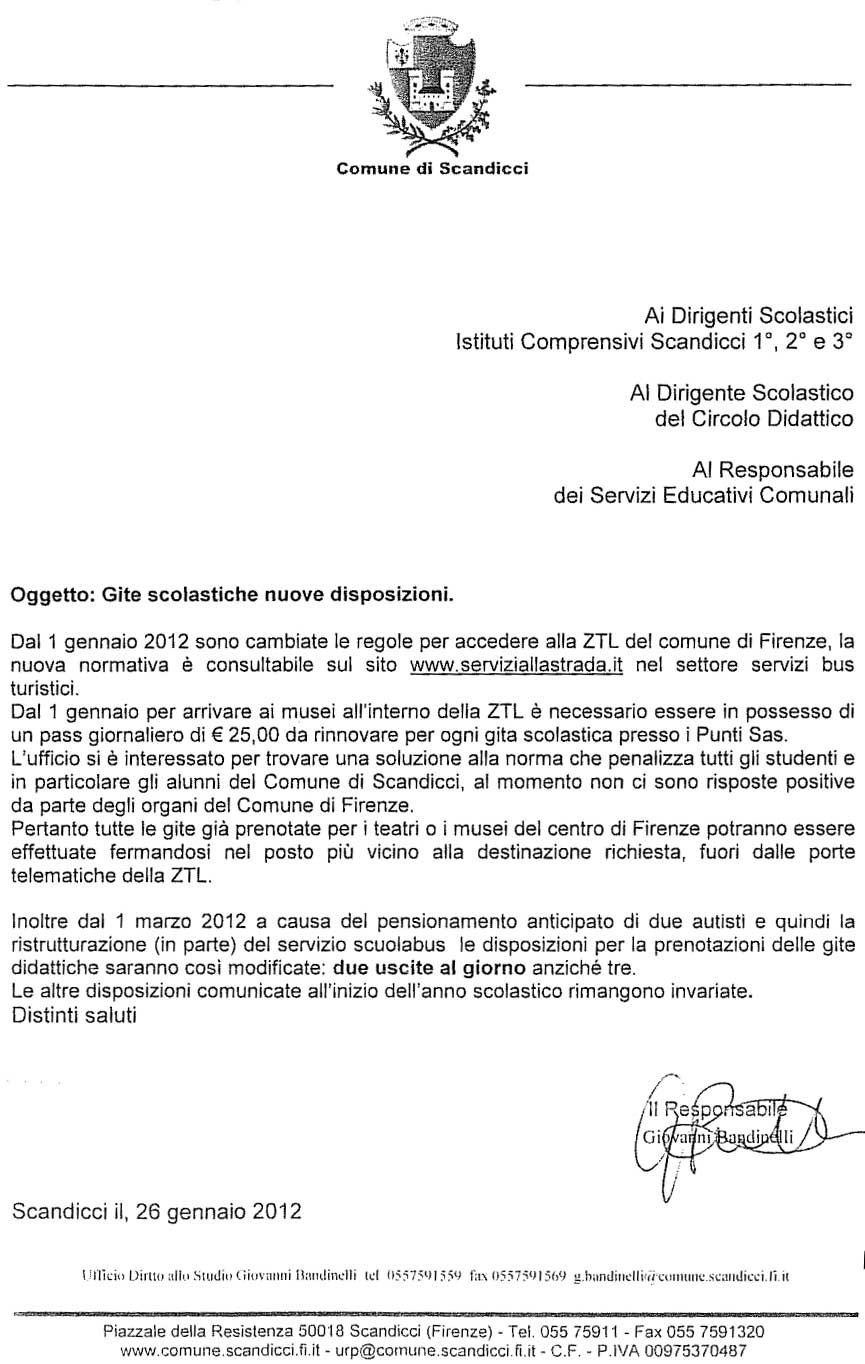 Comune di Scandicci
Ai Dirigenti Scolastici
Istituti Comprensivi Scandicci 1°, 2° e 3°
Al Dirigente Scolastico
del Circolo Didattico
Al Responsabile
dei Servizi Educativi Comunali
Oggetto: Gite scolastiche nuove disposizioni.
Dal 1 gennaio 2012 sono cambiate le regole per accedere alla ZTL del comune di Firenze, la
nuova normativa è consultabile sul sito www.serviziallastrada.it nel settore servizi bus
turistici.
Dal 1 gennaio per arrivare ai musei all'interno della ZTL è necessario essere in possesso di
un pass giornaliero di € 25,00 da rinnovare per ogni gita scolastica presso i Punti Sas.
L'ufficio si è interessato per trovare una soluzione alla norma che penalizza tutti gli studenti e
in particolare gli alunni del Comune di Scandicci, al momento non ci sono risposte positive
da parte degli organi del Comune di Firenze.
Pertanto tutte le gite già prenotate per i teatri o i musei del centro di Firenze potranno essere
effettuate fermandosi nel posto più vicino alla destinazione richiesta, fuori dalle porte
telematiche della ZTL.
Inoltre dal 1 marzo 2012 a causa del pensionamento anticipato di due autisti e quindi la
ristrutturazione (in parte) del servizio scuolabus le disposizioni per la prenotazioni delle gite
didattiche saranno così modificate: due uscite al giorno anziché tre.
Le altre disposizioni comunicate all'inizio dell'anno scolastico rimangono invariate.
Distinti saluti
Il Responsabile
Giovanni Bandinelli
Scandicci il, 26 gennaio 2012
Ufficio Dirtto allo Studio Giovanni Bandinelli tel 0557591559 fax 0557591569 g.bandinelli@comune.scandicci.fi.it
Piazzale della Resistenza 50018 Scandicci (Firenze) - Tel. 055 75911 - Fax 055 7591320
www.comune.scandicci.fi.it - urp@comune.scandicci.fi.it - C.F. - P.IVA 00975370487